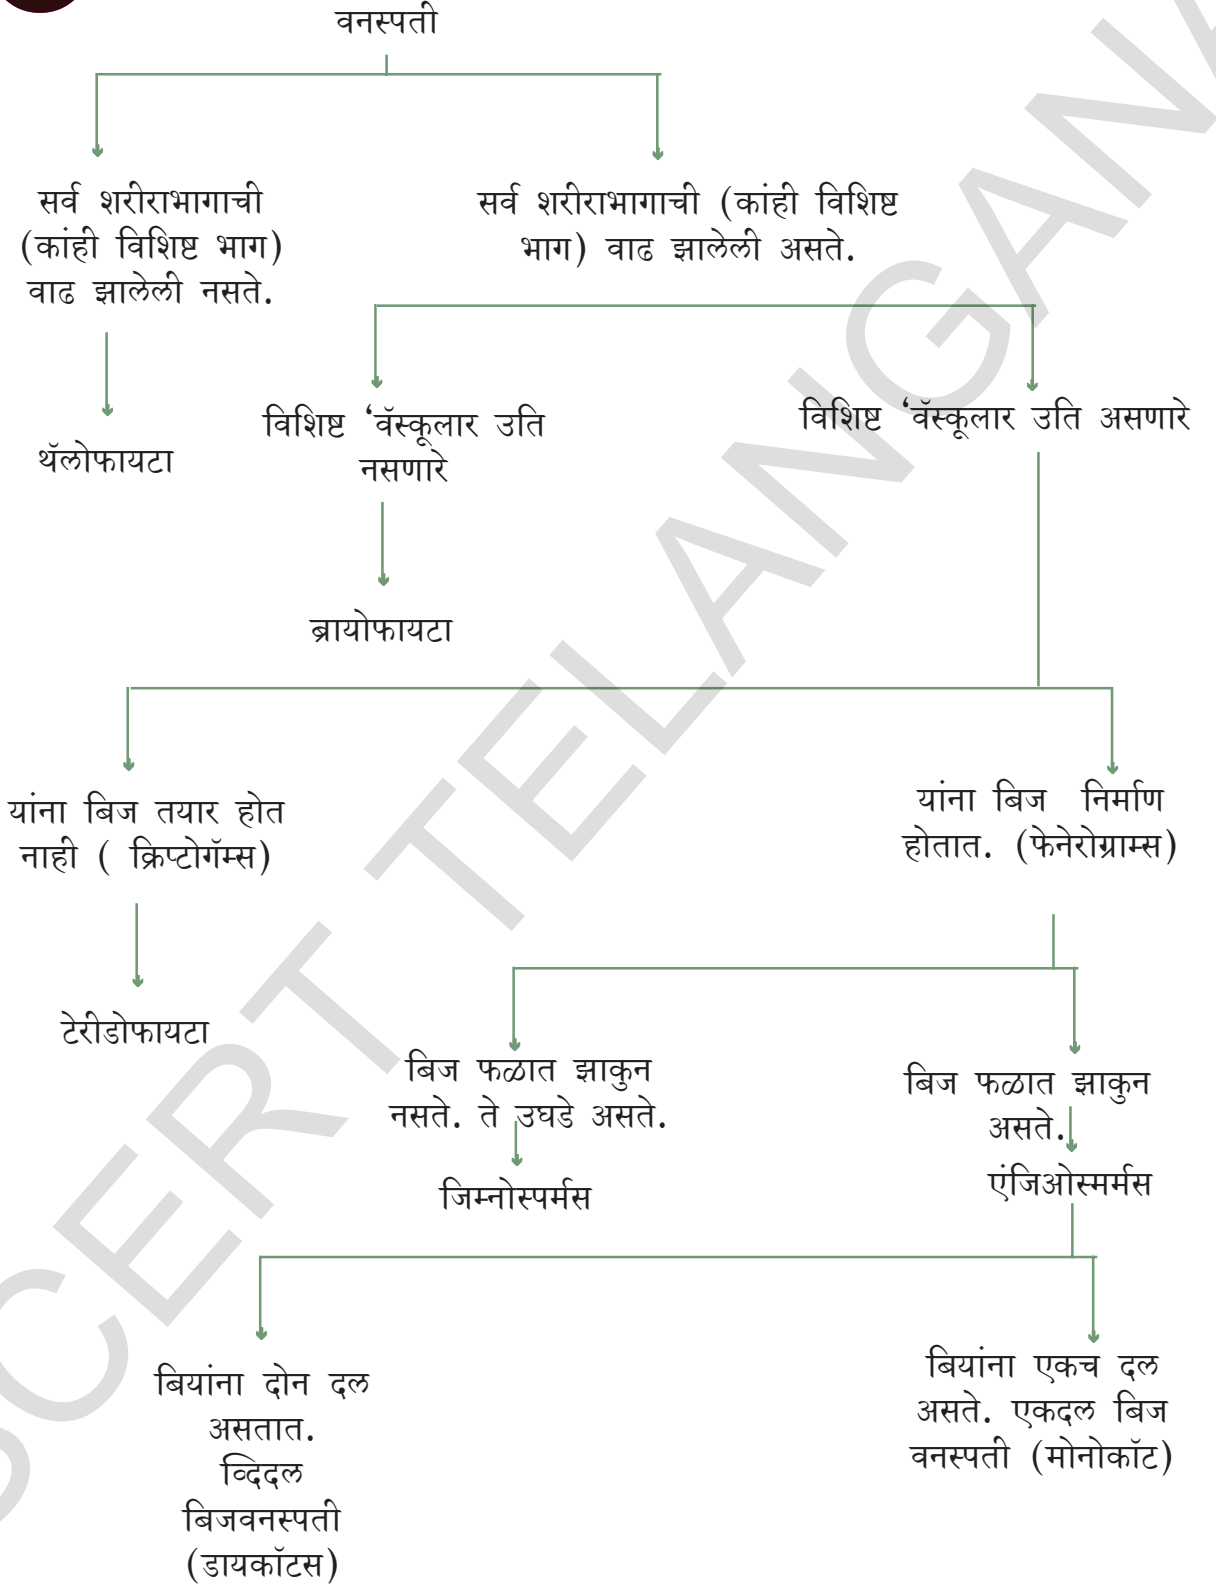 वनस्पती
सर्व शरीराभागाची
(कांही विशिष्ट भाग)
वाढ झालेली नसते.
सर्व शरीराभागाची (कांही विशिष्ट
भाग) वाढ झालेली असते.
थॅलोफायटा
विशिष्ट ‘वॅस्कूलार उति
नसणारे
विशिष्ट ‘वॅस्कूलार उति असणारे
ब्रायोफायटा
यांना बिज तयार होत
नाही ( क्रिप्टोगॅम्स)
यांना बिज निर्माण
होतात. (फेनेरोग्राम्स)
टेरीडोफायटा
बिज फळात झाकुन
नसते. ते उघडे असते.
बिज फळात झाकुन
असते.
जिम्नोस्पर्मस
एंजिओस्मर्मस
बियांना दोन दल
असतात.
व्दिदल
बिजवनस्पती
(डायकॉटस)
बियांना एकच दल
असते. एकदल बिज
वनस्पती (मोनोकॉट)
SCERT TELANGANA